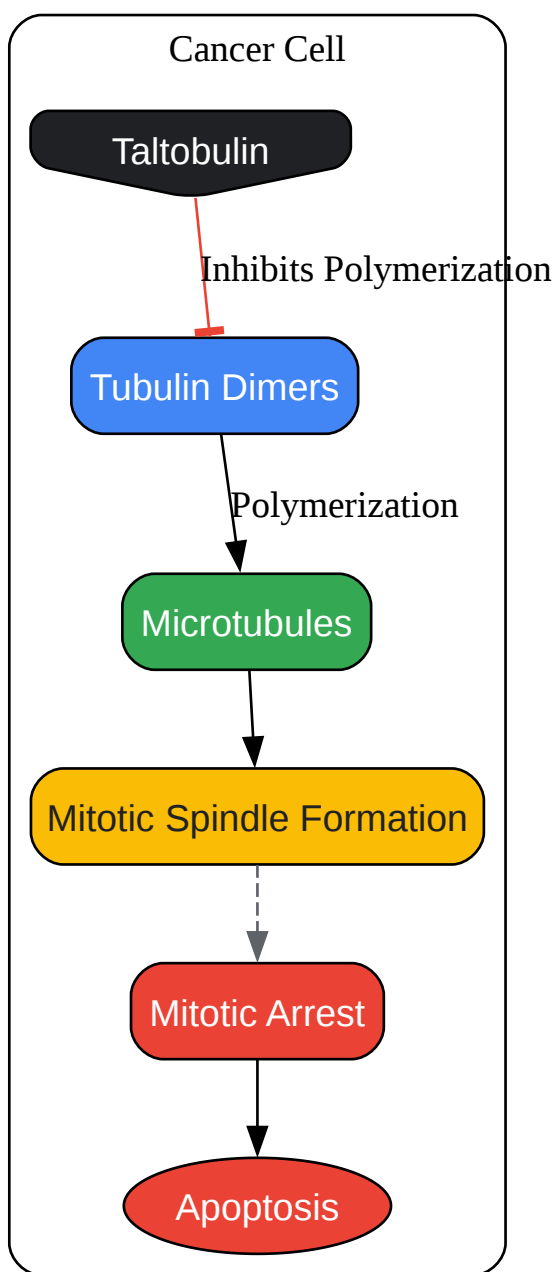 Cancer Cell
Taltobulin
Inhibits Polymerization
Tubulin Dimers
Polymerization
Microtubules
Mitotic Spindle Formation
Mitotic Arrest
Apoptosis